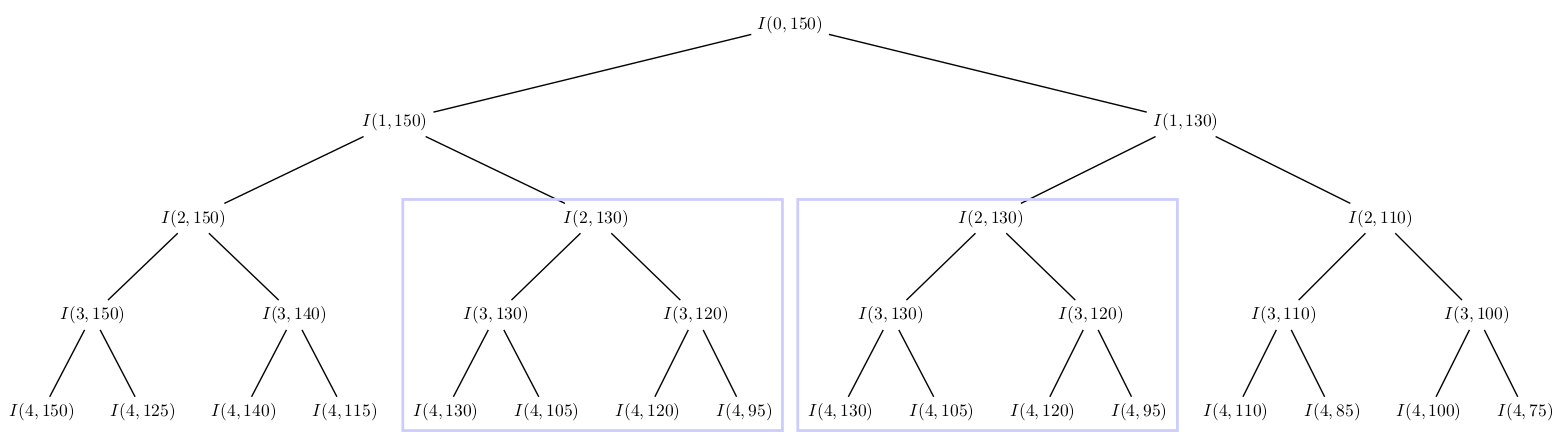 I(0, 150)
I(1, 150) I(1, 130)
I(2, 150) I(2, 130) I(2, 130) I(2, 110)
I(3, 150) I(3, 140) I(3, 130) I(3, 120) I(3, 130) I(3, 120) I(3, 110) I(3, 100)
I(4, 150) I(4, 125) I(4, 140) I(4, 115) I(4, 130) I(4, 105) I(4, 120) I(4, 95) I(4, 130) I(4, 105) I(4, 120) I(4, 95) I(4, 110) I(4, 85) I(4, 100) I(4, 75)